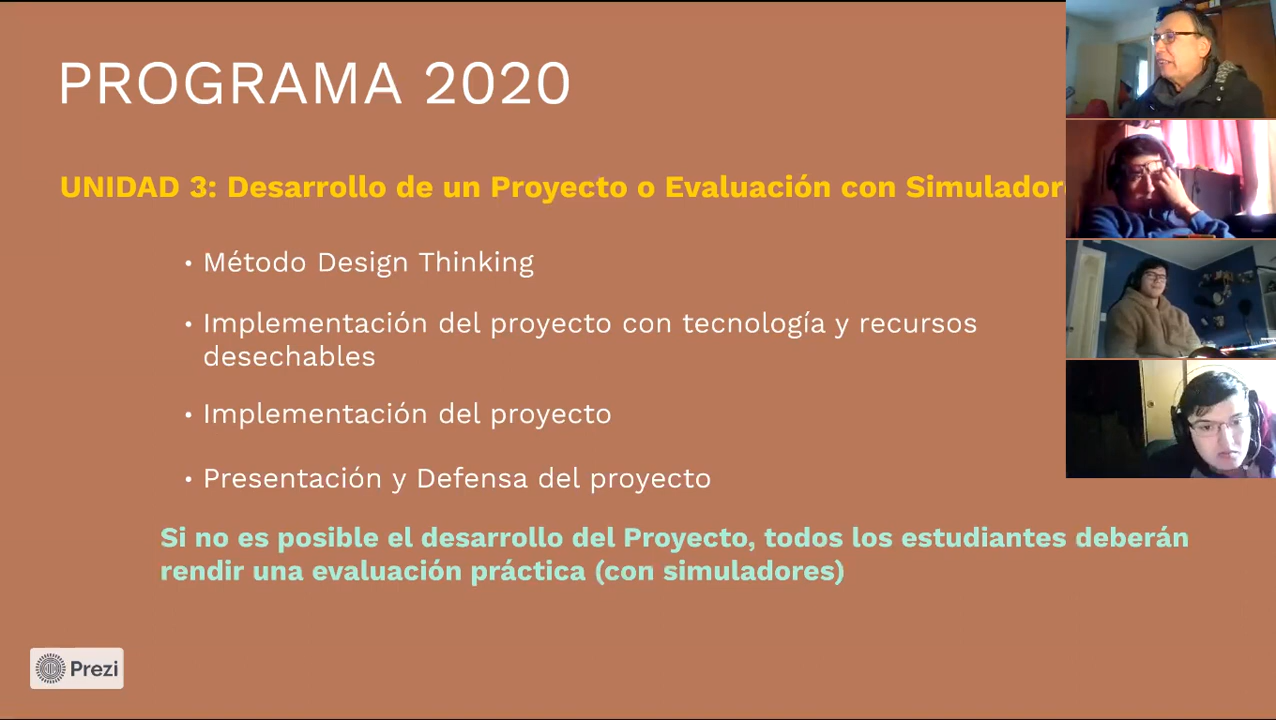 PROGRAMA 2020
UNIDAD 3: Desarrollo de un Proyecto o Evaluación con
• Método Design Thinking
• Implementación del proyecto con tecnología y recursos
desechables
• Implementación del proyecto
• Presentación y Defensa del proyecto
Si no es posible el desarrollo del Proyecto, todos los estudiantes deberán
rendir una evaluación práctica (con simuladores)
Prezi